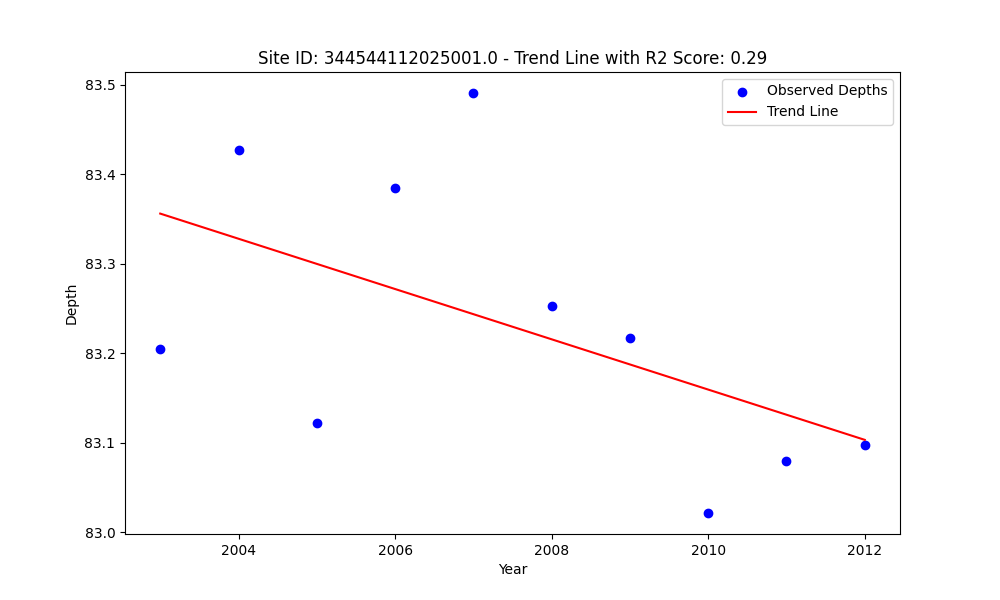 Site ID: 344544112025001.0 - Trend Line with R2 Score: 0.29
Observed Depths
Trend Line
83.5
83.4
83.3
83.2
83.1
83.0
Depth
2004
2006
2008
2010
2012
Year